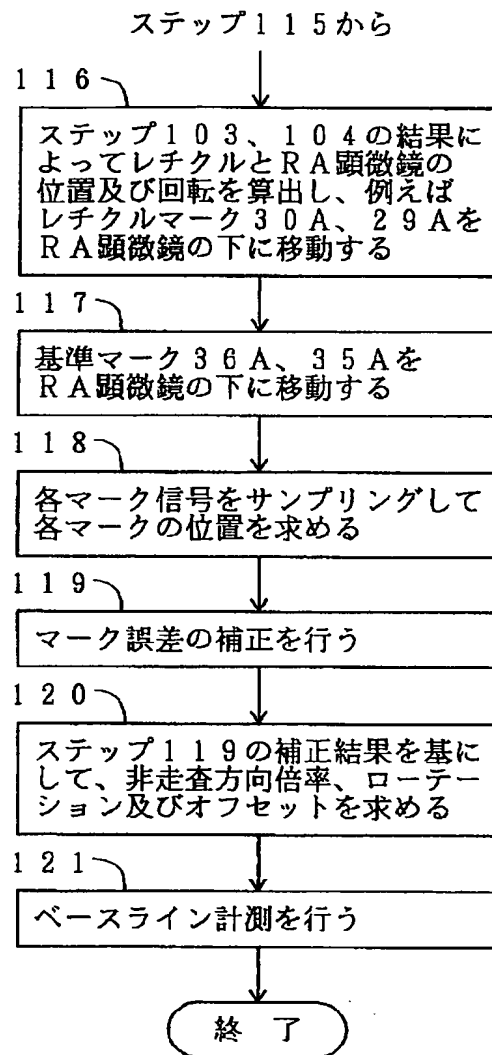 ステップ115から
116
ステップ103、104の結果に
よってレチクルとRA顕微鏡の
位置及び回転を算出し、例えば
レチクルマーク30A、29Aを
RA顕微鏡の下に移動する
117
基準マーク36A、35Aを
RA顕微鏡の下に移動する
118
各マーク信号をサンプリングして
各マークの位置を求める
119
マーク誤差の補正を行う
120
ステップ119の補正結果を基に
して、非走査方向倍率、ローテー
ション及びオフセットを求める
121
ベースライン計測を行う
終 了